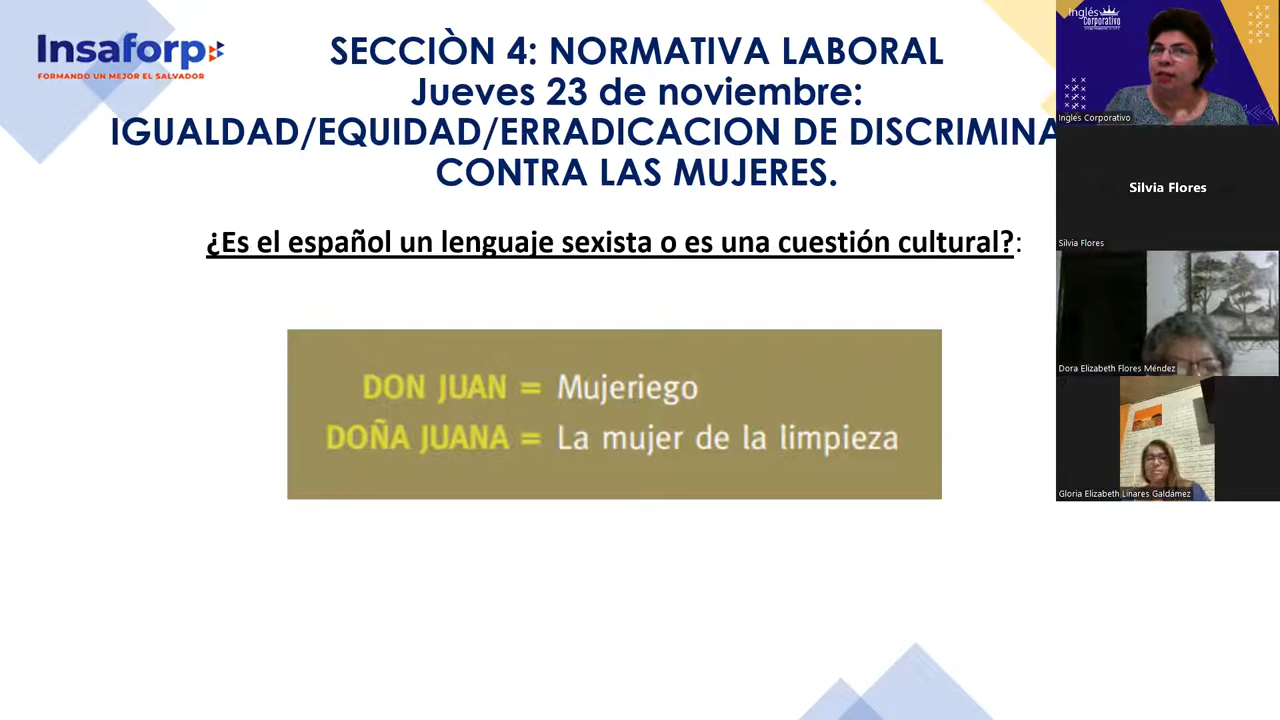 Insaforp
FORMANDO UN MEJOR EL SALVADOR
SECCIÒN 4: NORMATIVA LABORAL
Jueves 23 de noviembre:
IGUALDAD/EQUIDAD/ERRADICACION DE DISCRIMINA
CONTRA LAS MUJERES.
¿Es el español un lenguaje sexista o es una cuestión cultural?:
DON JUAN = Mujeriego
DOÑA JUANA = La mujer de la limpieza
Inglés
Corporativo
Inglés Corporativo
Silvia Flores
Silvia Flores
Dora Elizabeth Flores Méndez
Gloria Elizabeth Linares Galdámez